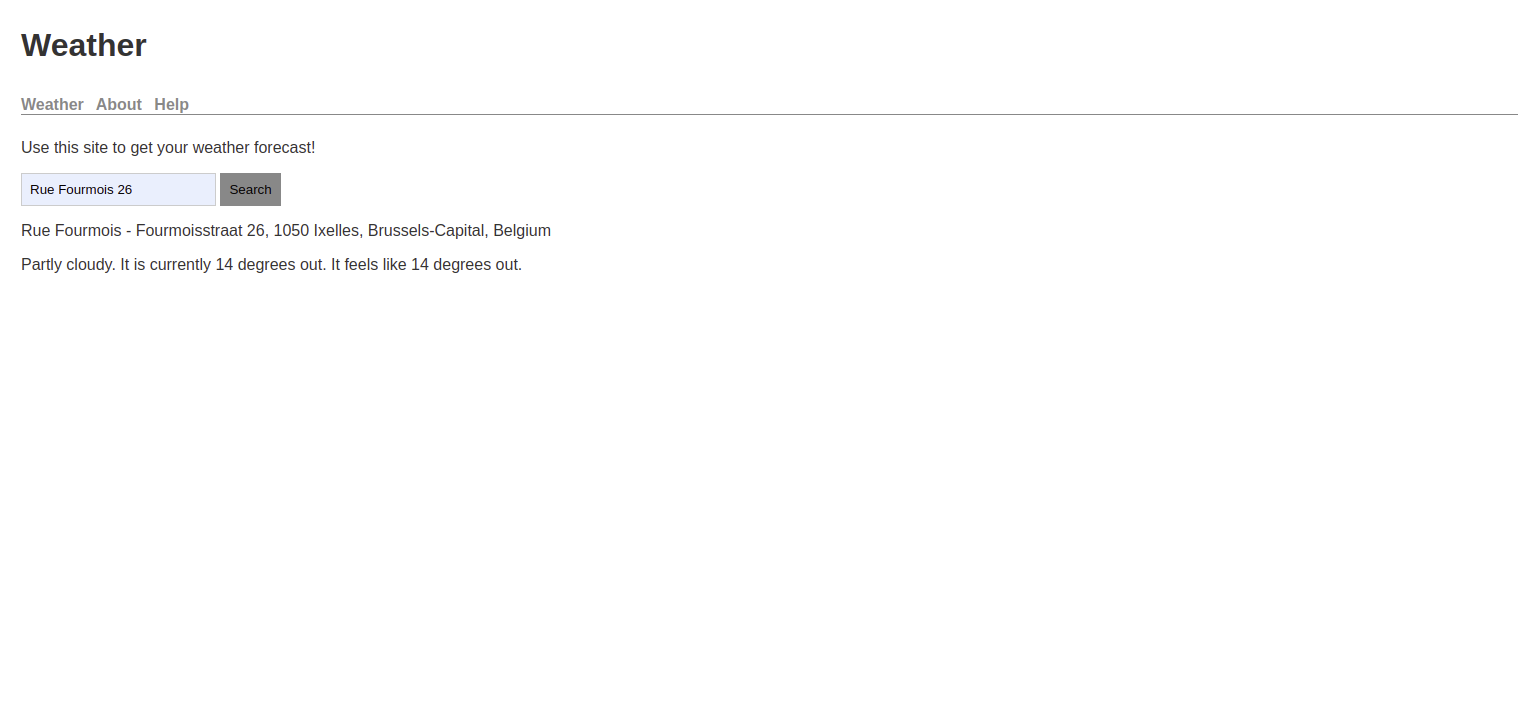 Weather
Weather About Help
Use this site to get your weather forecast!
Rue Fourmois 26 Search
Rue Fourmois - Fourmoisstraat 26, 1050 Ixelles, Brussels-Capital, Belgium
Partly cloudy. It is currently 14 degrees out. It feels like 14 degrees out.